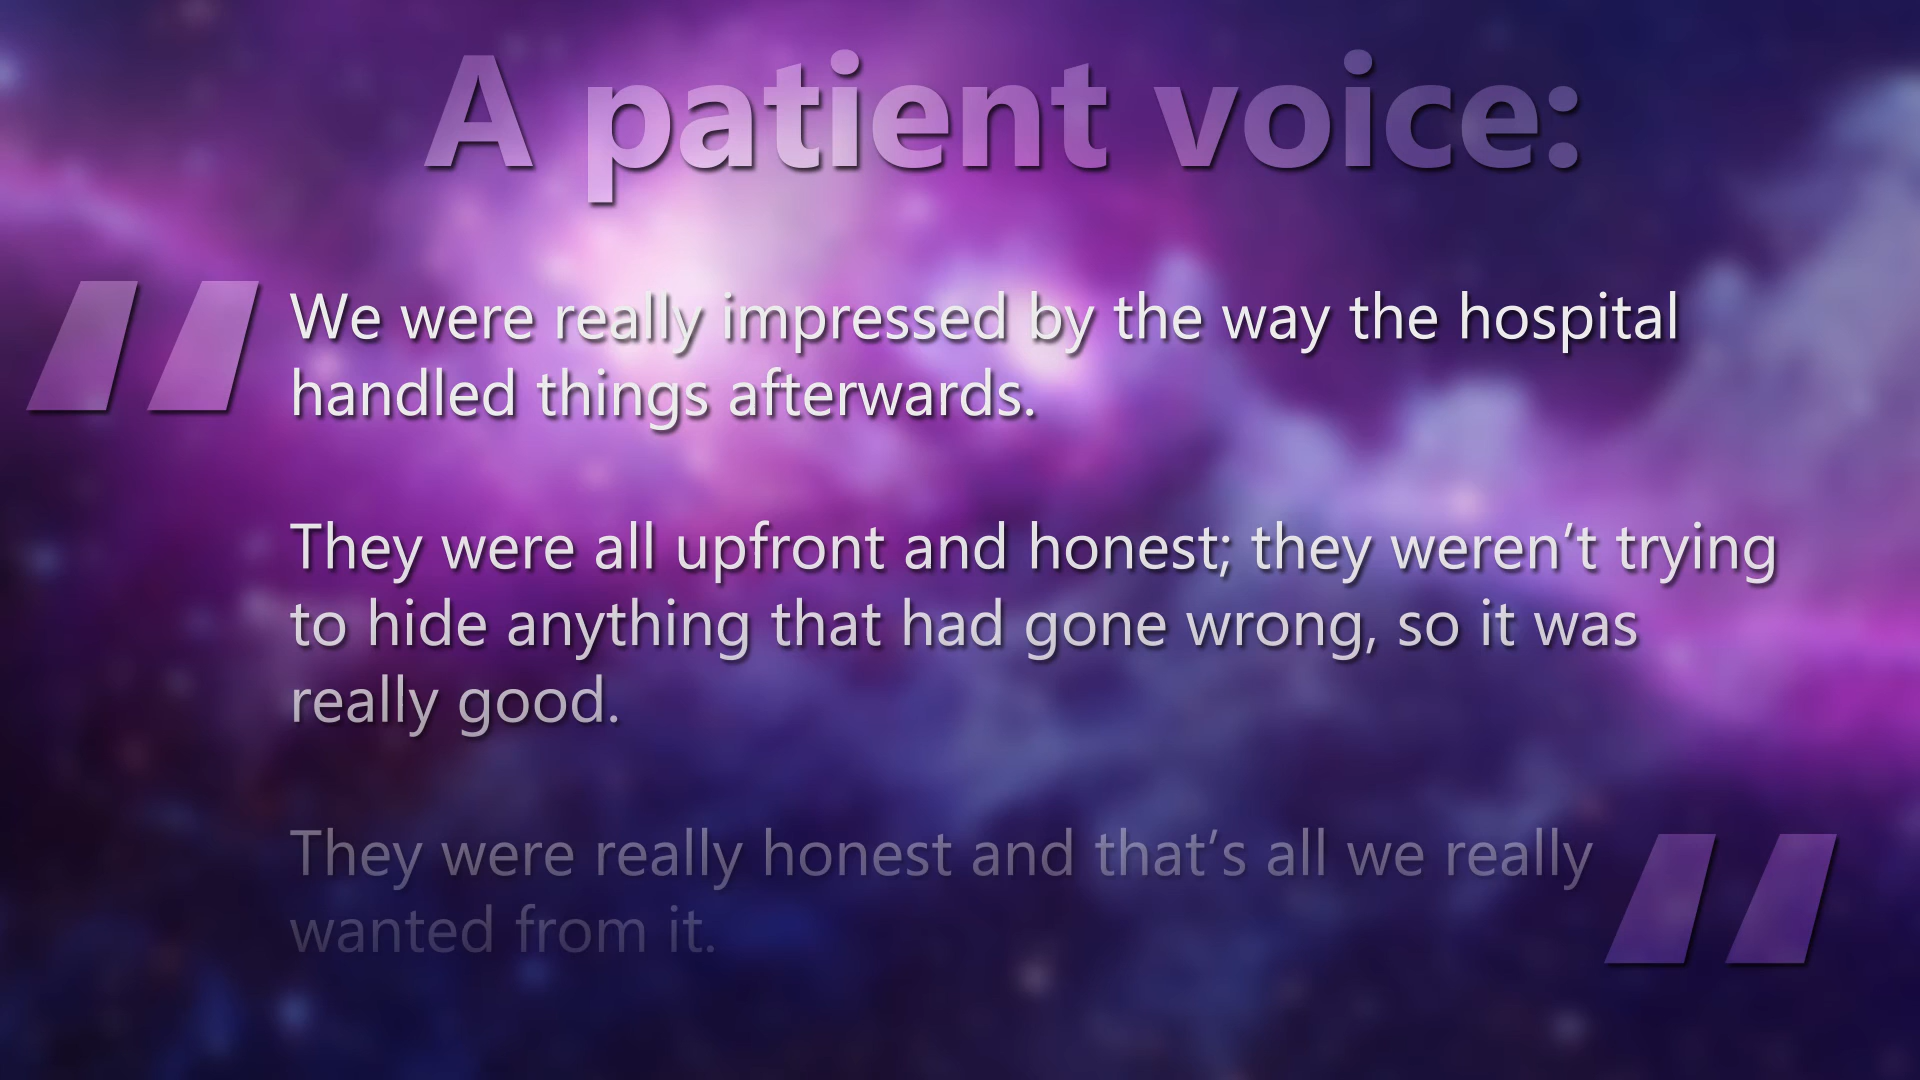 A patient voice:
" We were really impressed by the way the hospital
handled things afterwards.
They were all upfront and honest; they weren’t trying
to hide anything that had gone wrong, so it was
really good.
They were really honest and that’s all we really
wanted from it. "